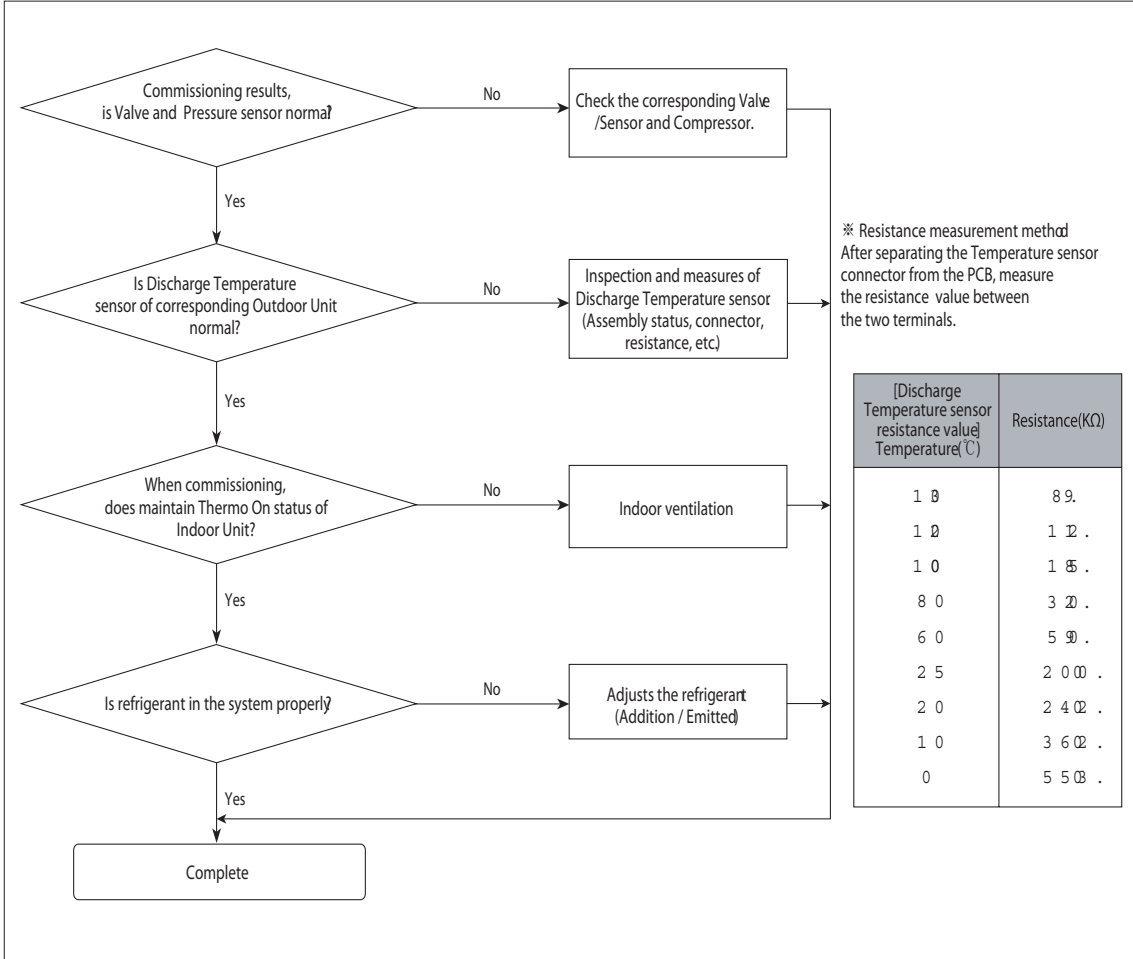 Commissioning results,
is Valve and Pressure sensor normal?
No
Check the corresponding Valve
/Sensor and Compressor.
Yes
Is Discharge Temperature
sensor of corresponding Outdoor Unit
normal?
No
Inspection and measures of
Discharge Temperature sensor.
(Assembly status, connector,
resistance, etc.)
Yes
When commissioning,
does maintain Thermo On status of
Indoor Unit?
No
Indoor ventilation
Yes
Is refrigerant in the system properly?
No
Adjusts the refrigerant
(Addition / Emitted)
Yes
Complete
※ Resistance measurement method
After separating the Temperature sensor
connector from the PCB, measure
the resistance value between
the two terminals.
[Discharge
Temperature sensor
resistance value]
Temperature(℃)
Resistance(KΩ)
80
60
25
20
10
0